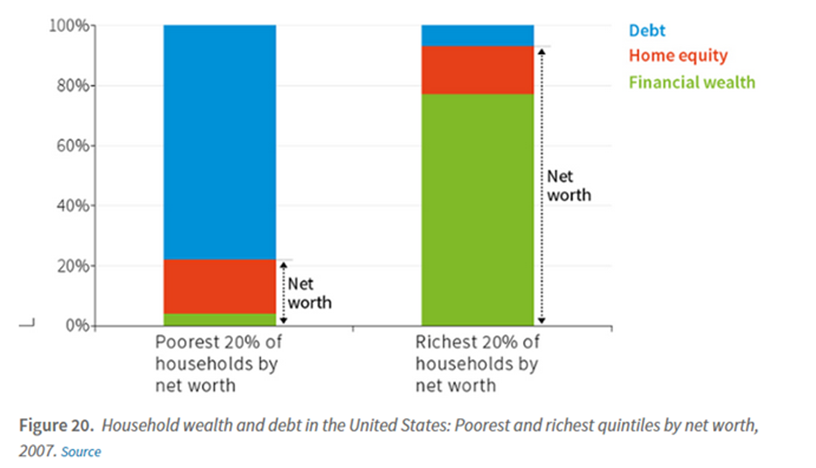 100%
80%
60%
40%
20%
0%
Debt
Home equity
Financial wealth
Net
worth
Net
worth
Poorest 20% of
households by
net worth
Richest 20% of
households by
net worth
Figure 20. Household wealth and debt in the United States: Poorest and richest quintiles by net worth,
2007. Source